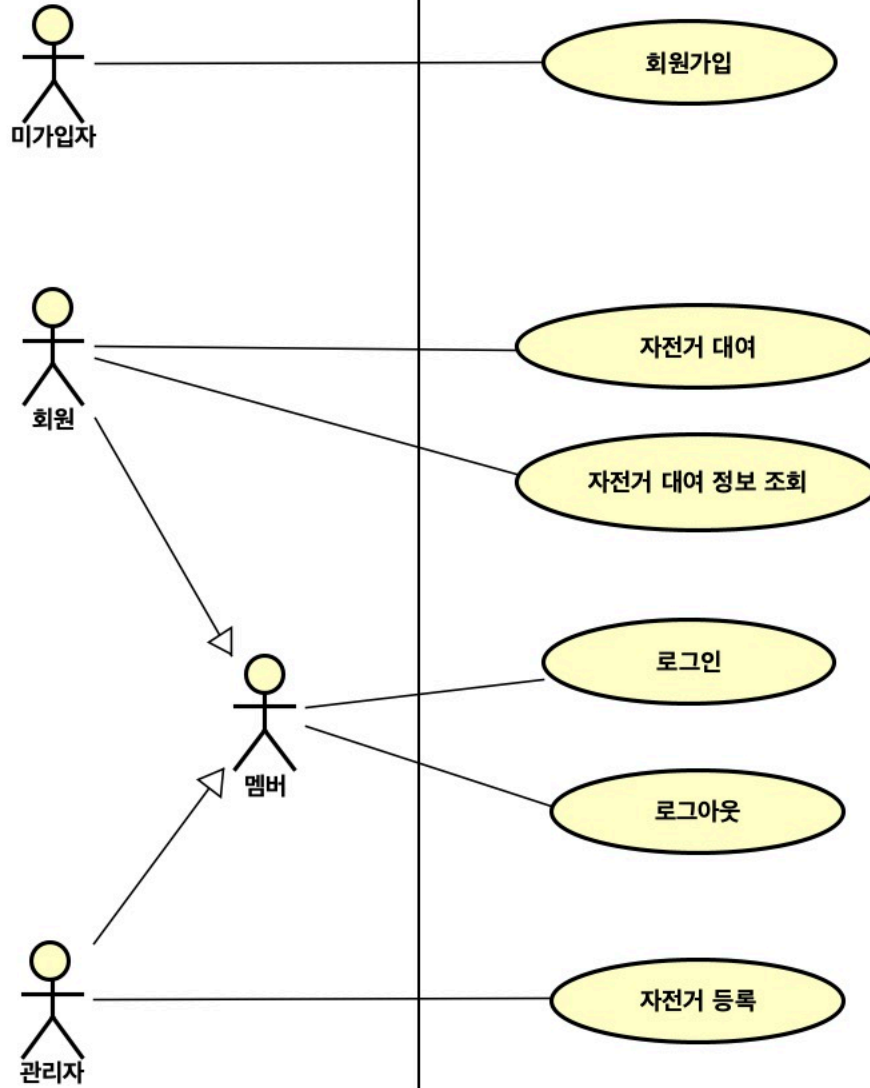 회원가입
미가입자
자전거 대여
회원
자전거 대여 정보 조회
로그인
멤버
로그아웃
자전거 등록
관리자